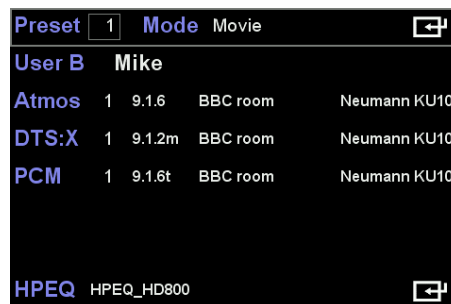 Preset 1 Mode Movie
User B Mike
Atmos 1 9.1.6 BBC room Neumann KU10
DTS:X 1 9.1.2m BBC room Neumann KU10
PCM 1 9.1.6t BBC room Neumann KU10
HPEQ HPEQ_HD800